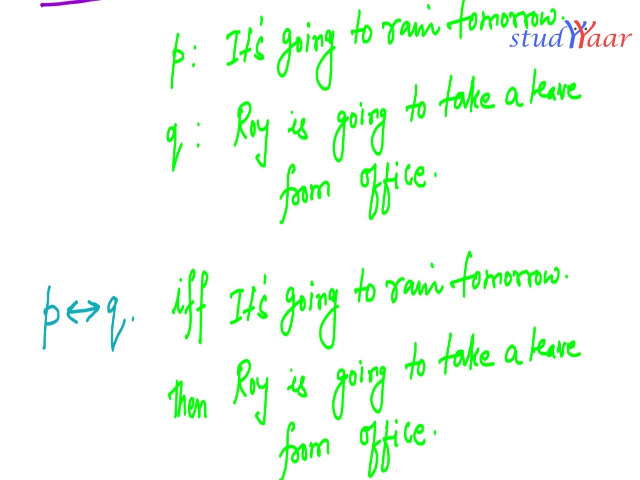 studYYaar
p: It's going to rain tomorrow.
q: Roy is going to take a leave
from office.
p↔q. iff It's going to rain tomorrow.
Then Roy is going to take a leave
from office.